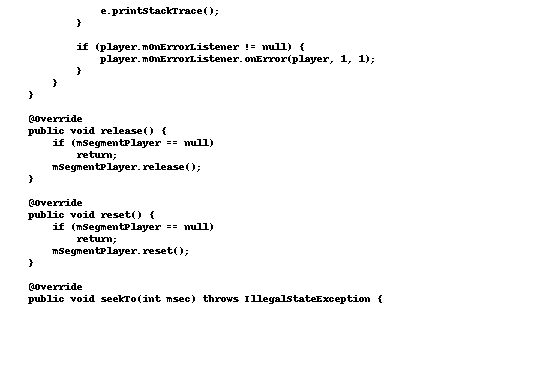 e.printStackTrace();
}
if (player.mOnErrorListener != null) {
player.mOnErrorListener.onError(player, 1, 1);
}
}
}
@Override
public void release() {
if (mSegmentPlayer == null)
return;
mSegmentPlayer.release();
}
@Override
public void reset() {
if (mSegmentPlayer == null)
return;
mSegmentPlayer.reset();
}
@Override
public void seekTo(int msec) throws IllegalStateException {